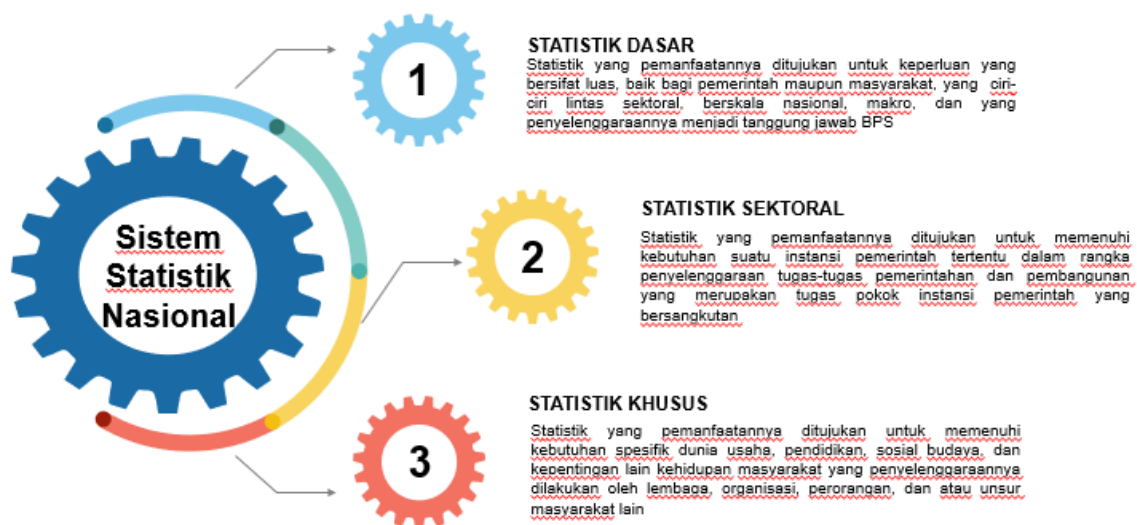 Sistem
Statistik
Nasional
1
STATISTIK DASAR
Statistik yang pemanfaatannya ditujukan untuk keperluan yang
bersifat luas, baik bagi pemerintah maupun masyarakat, yang ciri-
ciri lintas sektoral, berskala nasional, makro, dan yang
penyelenggaraannya menjadi tanggung jawab BPS
2
STATISTIK SEKTORAL
Statistik yang pemanfaatannya ditujukan untuk memenuhi
kebutuhan suatu instansi pemerintah tertentu dalam rangka
penyelenggaraan tugas-tugas pemerintahan dan pembangunan
yang merupakan tugas pokok instansi pemerintah yang
bersangkutan
3
STATISTIK KHUSUS
Statistik yang pemanfaatannya ditujukan untuk memenuhi
kebutuhan spesifik dunia usaha, pendidikan, sosial budaya, dan
kepentingan lain kehidupan masyarakat yang penyelenggaraannya
dilakukan oleh lembaga, organisasi, perorangan, dan atau unsur
masyarakat lain